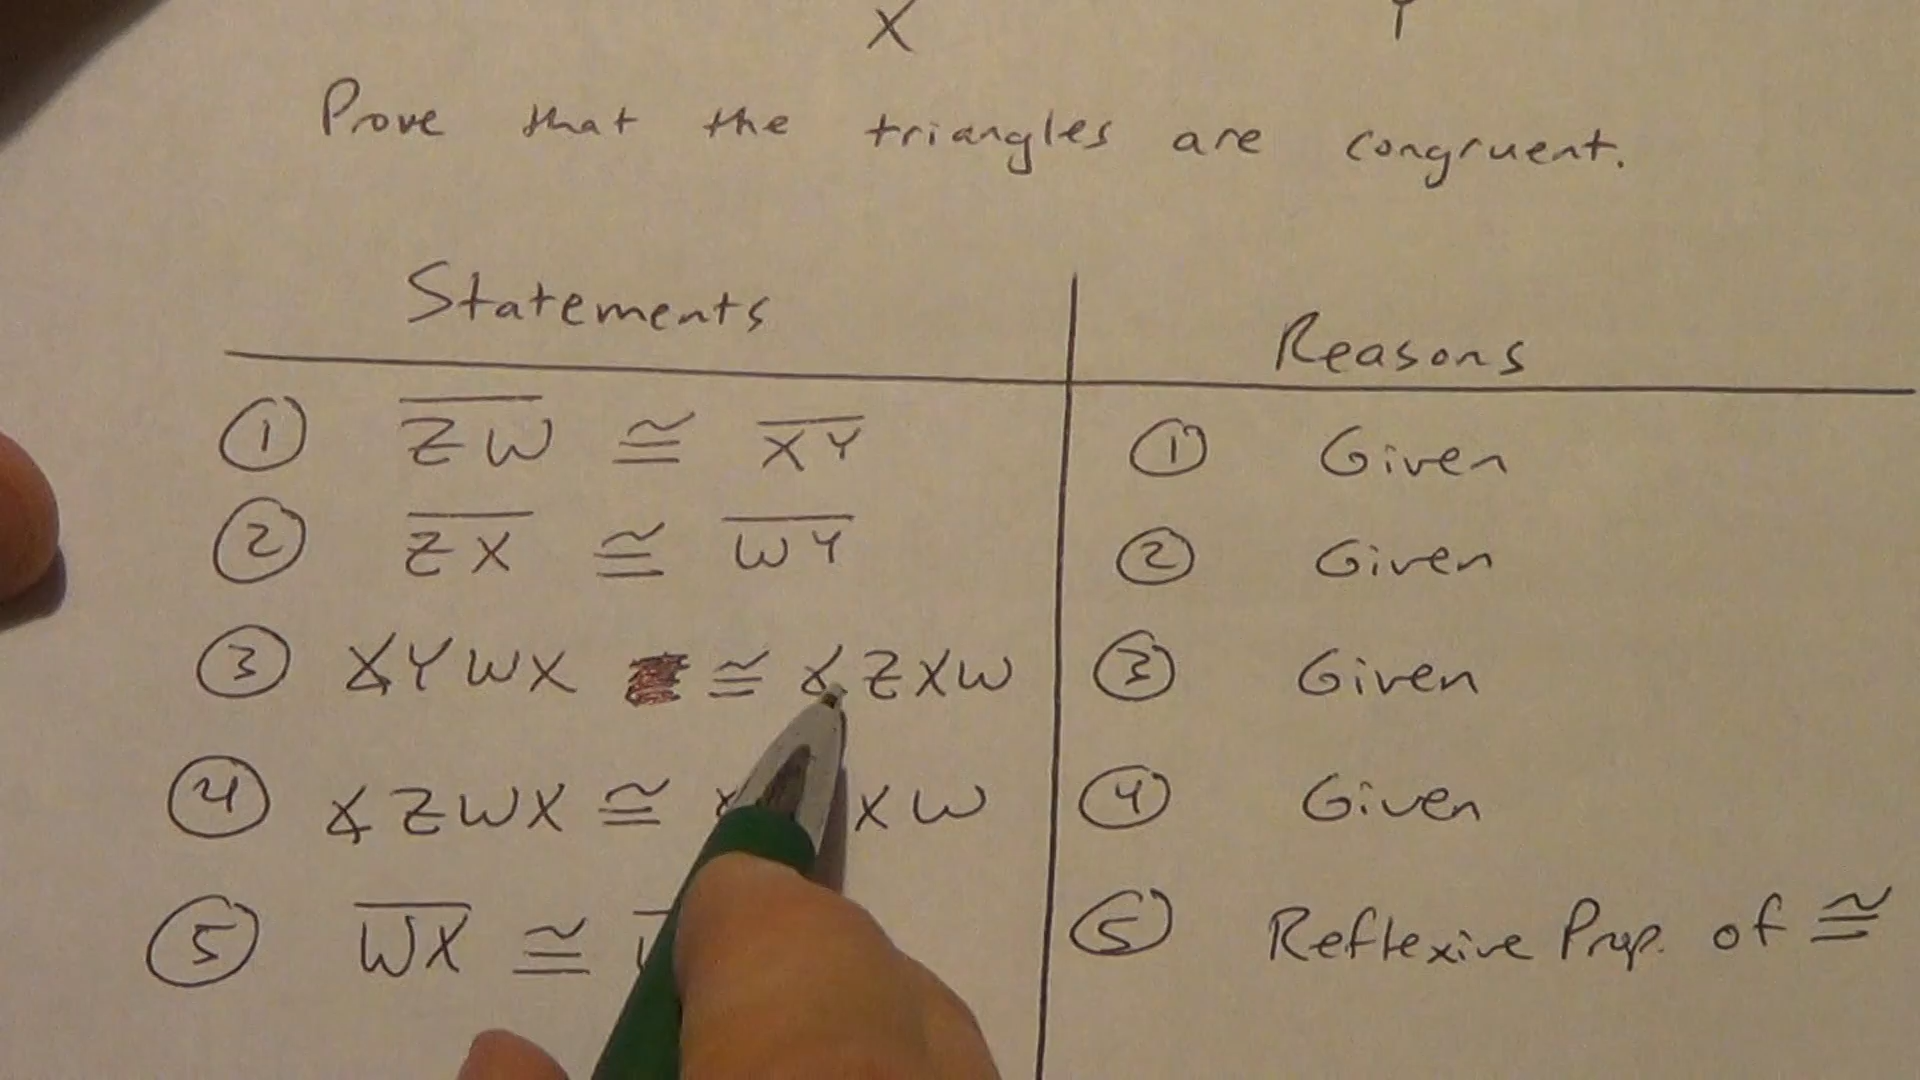 X Y
Prove that the triangles are congruent.
Statements Reasons
① ZW ≅ XY ① Given
② ZX ≅ WY ② Given
③ ∡YWX ≅ ∡ZXW ③ Given
④ ∡ZWX ≅ XW ④ Given
⑤ WX ≅ ⑤ Reflexive Prop. of ≅